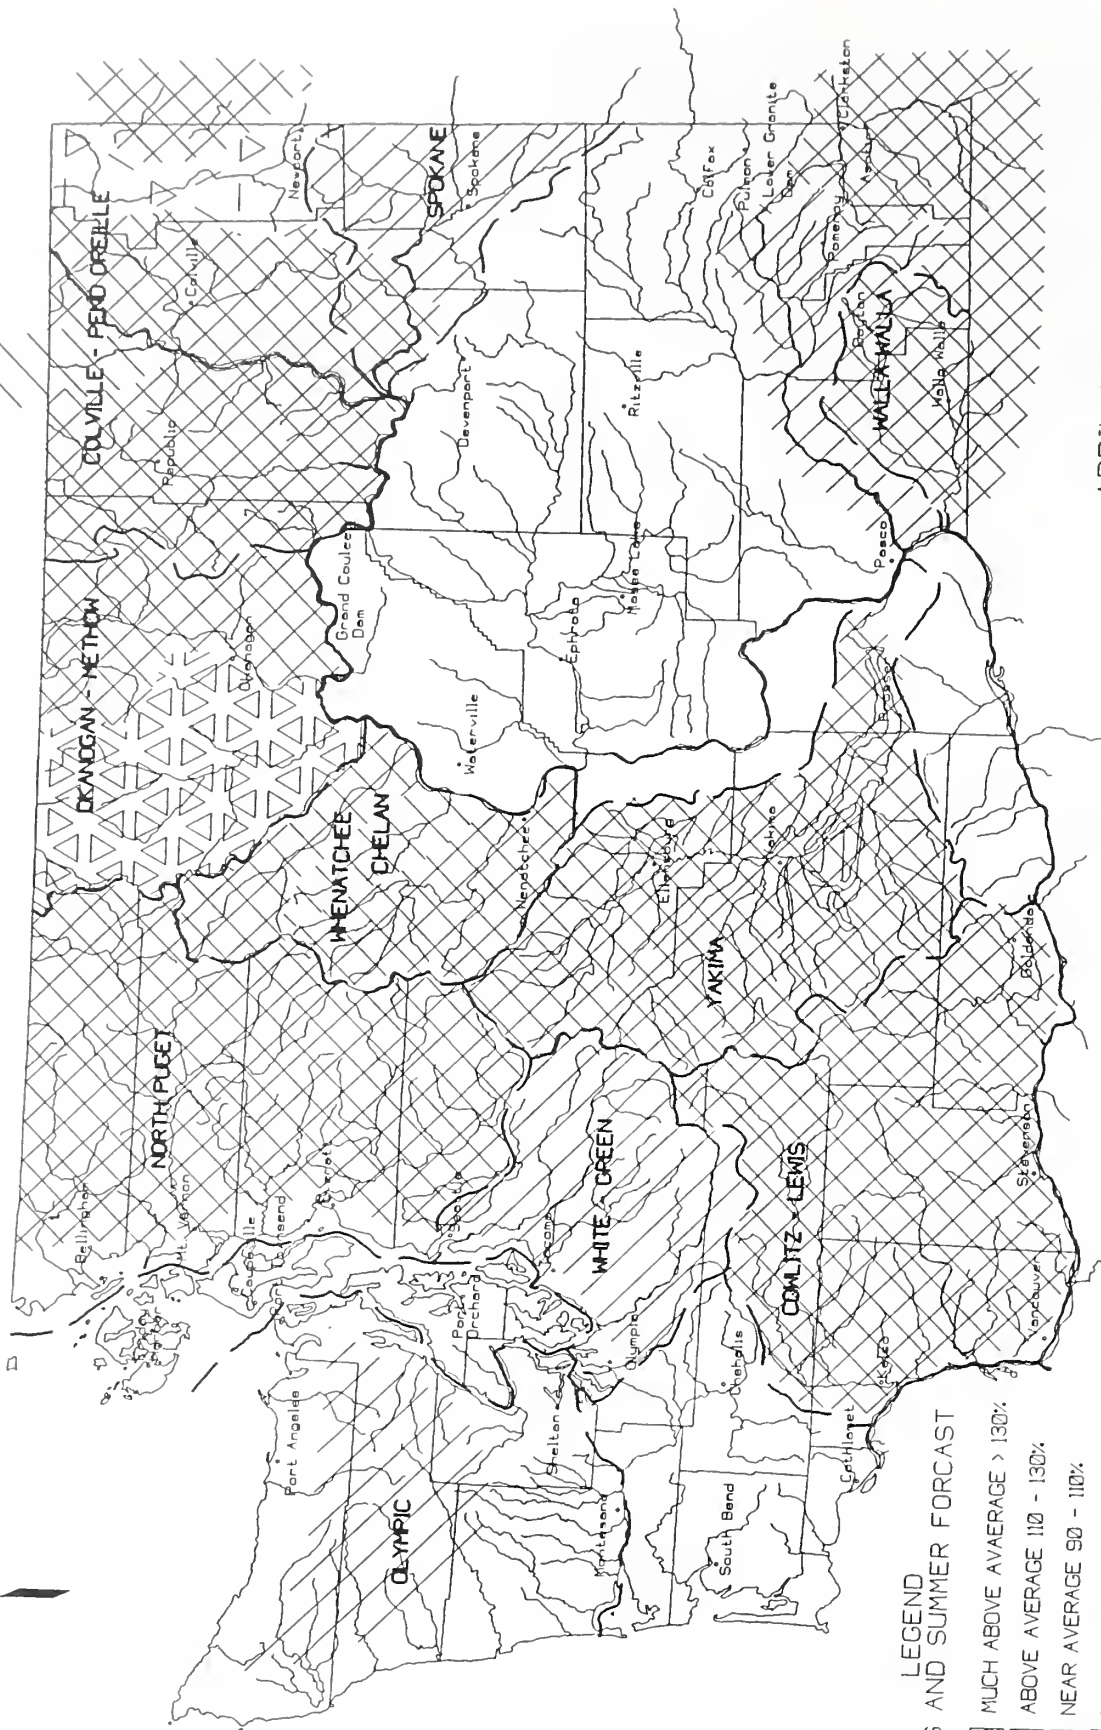 OKANOGAN - METHOW
COLVILLE - PEND OREILLE
NORTH PUGET
WHENATCHEE
CHELAN
SPOKANE
OLYMPIC
WHITE - GREEN
YAKIMA
COWLITZ - LEWIS
WALLA WALLA
Bellingham
Mt. Vernon
Coupeville
Port Angeles
Everett
Seattle
Port
Orchard
Tacoma
Shelton
Olympia
Montesano
South Bend
Chehalis
Cathlamet
Kelso
Vancouver
Stevenson
Goldendale
Yakima
Ellensburg
Wenatchee
Waterville
Okanogan
Republic
Colville
Newport
Spokane
Grand Coulee
Dam
Davenport
Ephrata
Moses Lake
Ritzville
Prosser
Pasco
Walla Walla
Dayton
Pomeroy
Colfax
Pulman
Lower Granite
Dam
Clarkston
Asotin
LEGEND
AND SUMMER FORCAST
MUCH ABOVE AVAERAGE > 130%
ABOVE AVERAGE 110 - 130%
NEAR AVERAGE 90 - 110%